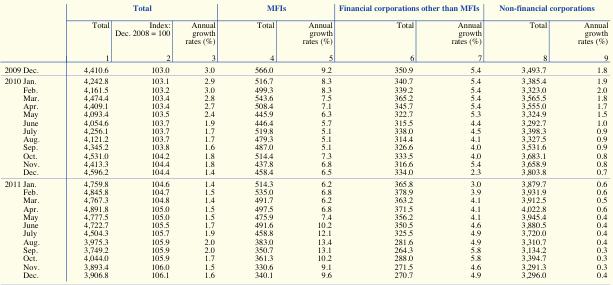 Total MFIs Financial corporations other than MFIs Non-financial corporations
Total Index: Annual Total Annual Total Annual Total Annual
Dec. 2008 = 100 growth growth growth growth
rates (%) rates (%) rates (%) rates (%)
1 2 3 4 5 6 7 8 9
2009 Dec. 4,410.6 103.0 3.0 566.0 9.2 350.9 5.4 3,493.7 1.8
2010 Jan. 4,242.8 103.1 2.9 516.7 8.3 340.7 5.4 3,385.4 1.9
Feb. 4,161.5 103.2 3.0 499.3 8.3 339.2 5.4 3,323.0 2.0
Mar. 4,474.4 103.4 2.8 543.6 7.5 365.2 5.4 3,565.5 1.8
Apr. 4,409.1 103.4 2.7 508.4 7.1 345.7 5.4 3,555.0 1.7
May 4,093.4 103.5 2.4 445.9 6.3 322.7 5.3 3,324.9 1.5
June 4,054.6 103.7 1.9 446.4 5.7 315.5 4.4 3,292.7 1.0
July 4,256.1 103.7 1.7 519.8 5.1 338.0 4.5 3,398.3 0.9
Aug. 4,121.2 103.7 1.7 479.3 5.1 314.4 4.1 3,327.5 0.9
Sep. 4,345.2 103.8 1.6 487.0 5.1 326.6 4.0 3,531.6 0.9
Oct. 4,531.0 104.2 1.8 514.4 7.3 333.5 4.0 3,683.1 0.8
Nov. 4,413.3 104.4 1.8 437.8 6.8 316.6 5.4 3,658.9 0.8
Dec. 4,596.2 104.4 1.4 458.4 6.5 334.0 2.3 3,803.8 0.7
2011 Jan. 4,759.8 104.6 1.4 514.3 6.2 365.8 3.0 3,879.7 0.6
Feb. 4,845.8 104.7 1.5 535.0 6.8 378.9 3.9 3,931.9 0.6
Mar. 4,767.3 104.8 1.4 491.7 6.2 363.2 4.1 3,912.5 0.5
Apr. 4,891.8 105.0 1.5 497.5 6.8 371.5 4.1 4,022.8 0.6
May 4,777.5 105.0 1.4 475.9 7.4 356.2 4.1 3,945.4 0.4
June 4,722.7 105.5 1.7 491.6 10.2 350.5 4.6 3,880.5 0.4
July 4,504.3 105.7 1.9 458.8 12.1 325.5 4.9 3,720.0 0.4
Aug. 3,975.3 105.9 2.0 383.0 13.4 281.6 4.9 3,310.7 0.4
Sep. 3,749.2 105.9 2.0 350.7 13.1 264.3 5.8 3,134.2 0.3
Oct. 4,044.0 105.9 1.7 361.3 10.2 288.0 5.8 3,394.7 0.3
Nov. 3,893.4 106.0 1.5 330.6 9.1 271.5 4.6 3,291.3 0.3
Dec. 3,906.8 106.1 1.6 340.1 9.6 270.7 4.9 3,296.0 0.4